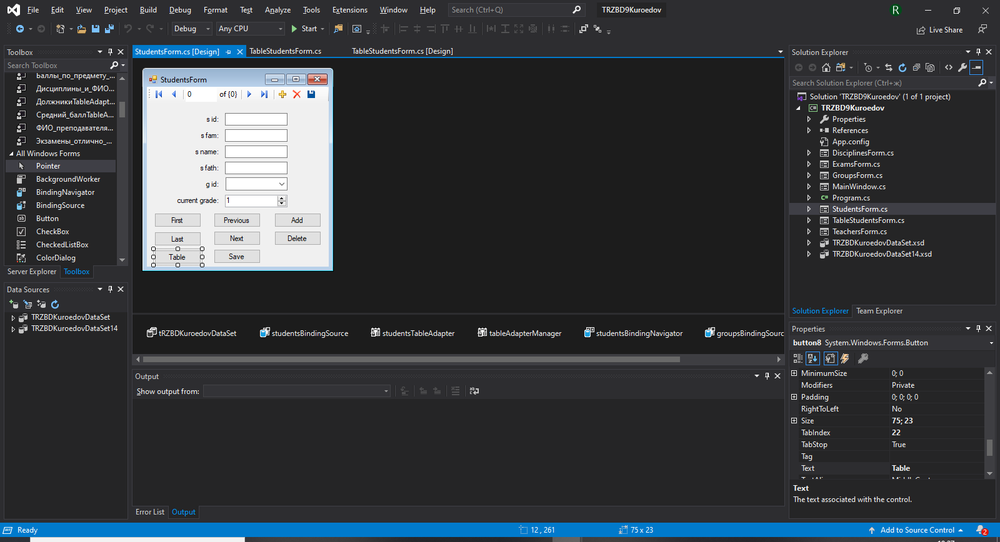 File Edit View Project Build Debug Format Test Analyze Tools Extensions Window Help Search (Ctrl+Q) TRZBD9Kuroedov R
Debug Any CPU Start Live Share
Toolbox
Search Toolbox
Баллы_по_предмету_...
Дисциплины_и_ФИО...
ДолжникиTableAdapt...
Средний_баллTableA...
ФИО_преподавателя...
Экзамены_отлично_...
All Windows Forms
Pointer
BackgroundWorker
BindingNavigator
BindingSource
Button
CheckBox
CheckedListBox
ColorDialog
Server Explorer Toolbox
Data Sources
TRZBDKuroedovDataSet
TRZBDKuroedovDataSet14
StudentsForm.cs [Design] TableStudentsForm.cs TableStudentsForm.cs [Design]
StudentsForm
0 of {0}
s id:
s fam:
s name:
s fath:
g id:
current grade: 1
First Previous Add
Last Next Delete
Table Save
tRZBDKuroedovDataSet studentsBindingSource studentsTableAdapter tableAdapterManager studentsBindingNavigator groupsBindingSourc
Output
Show output from:
Error List Output
Solution Explorer
Search Solution Explorer (Ctrl+ж)
Solution 'TRZBD9Kuroedov' (1 of 1 project)
TRZBD9Kuroedov
Properties
References
App.config
DisciplinesForm.cs
ExamsForm.cs
GroupsForm.cs
MainWindow.cs
Program.cs
StudentsForm.cs
TableStudentsForm.cs
TeachersForm.cs
TRZBDKuroedovDataSet.xsd
TRZBDKuroedovDataSet14.xsd
Solution Explorer Team Explorer
Properties
button8 System.Windows.Forms.Button
MinimumSize 0; 0
Modifiers Private
Padding 0; 0; 0; 0
RightToLeft No
Size 75; 23
TabIndex 22
TabStop True
Tag
Text Table
Text
The text associated with the control.
Ready 12 , 261 75 x 23 Add to Source Control 2